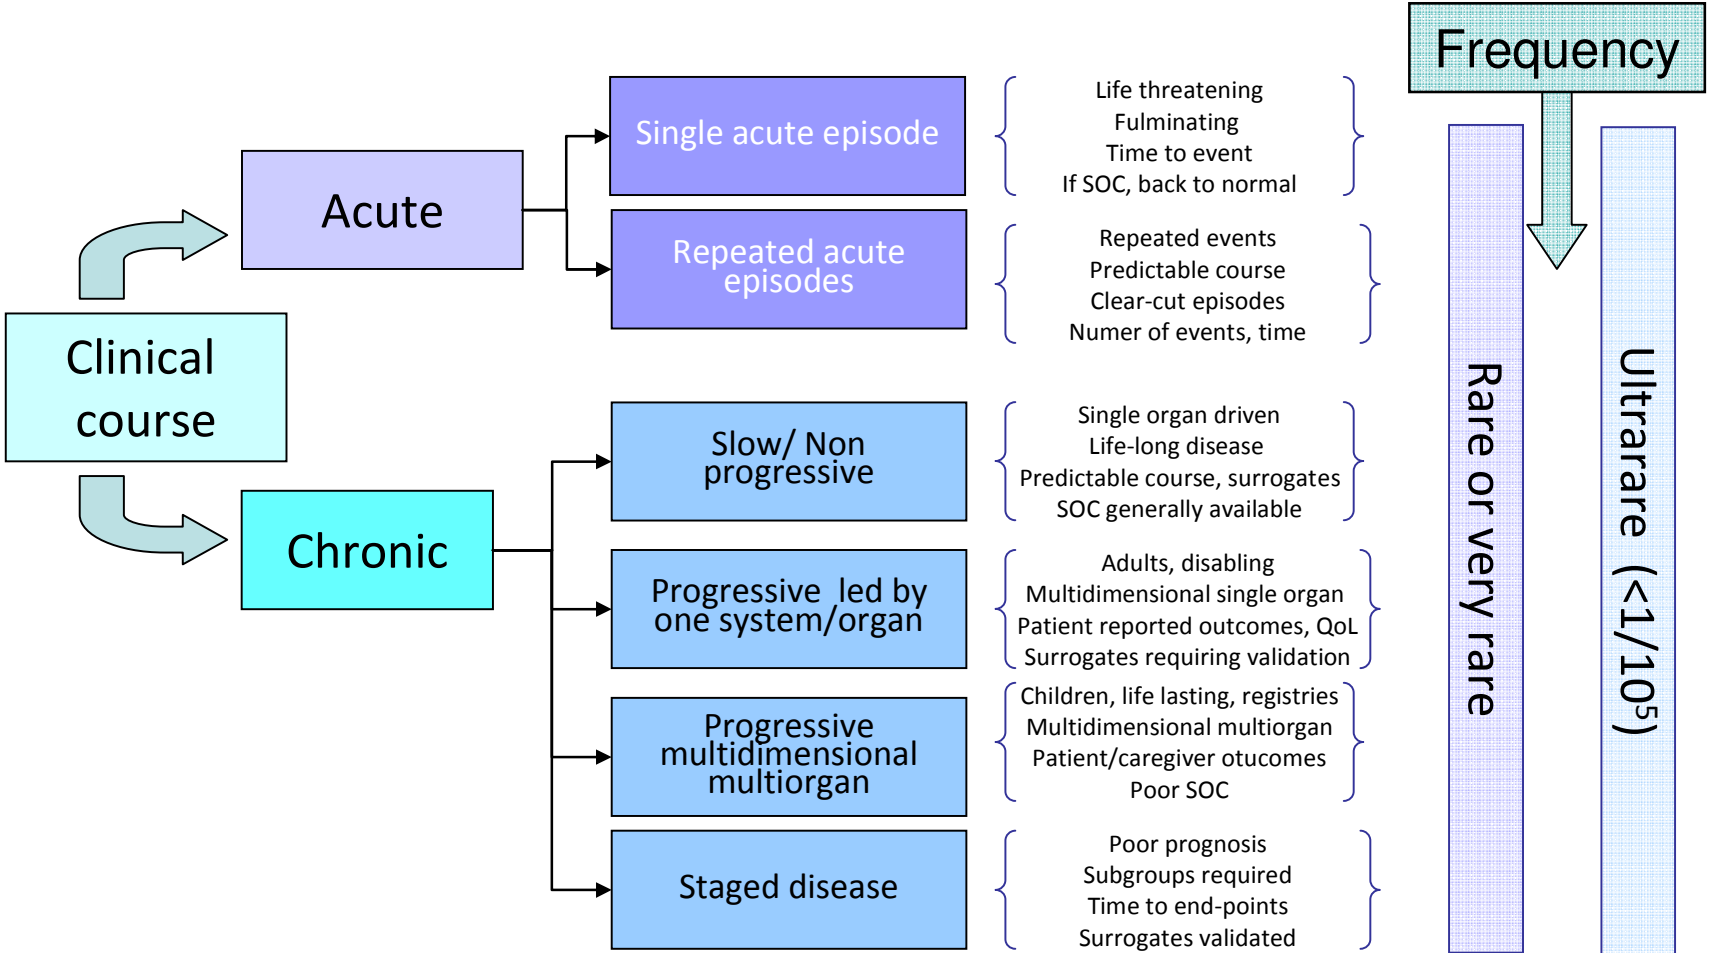 Frequency
Clinical
course
Acute
Single acute episode
Life threatening
Fulminating
Time to event
If SOC, back to normal
Repeated acute
episodes
Repeated events
Predictable course
Clear-cut episodes
Numer of events, time
Chronic
Slow/ Non
progressive
Single organ driven
Life-long disease
Predictable course, surrogates
SOC generally available
Progressive led by
one system/organ
Adults, disabling
Multidimensional single organ
Patient reported outcomes, QoL
Surrogates requiring validation
Progressive
multidimensional
multiorgan
Children, life lasting, registries
Multidimensional multiorgan
Patient/caregiver otucomes
Poor SOC
Staged disease
Poor prognosis
Subgroups required
Time to end-points
Surrogates validated
Rare or very rare
Ultrarare (<1/10⁵)